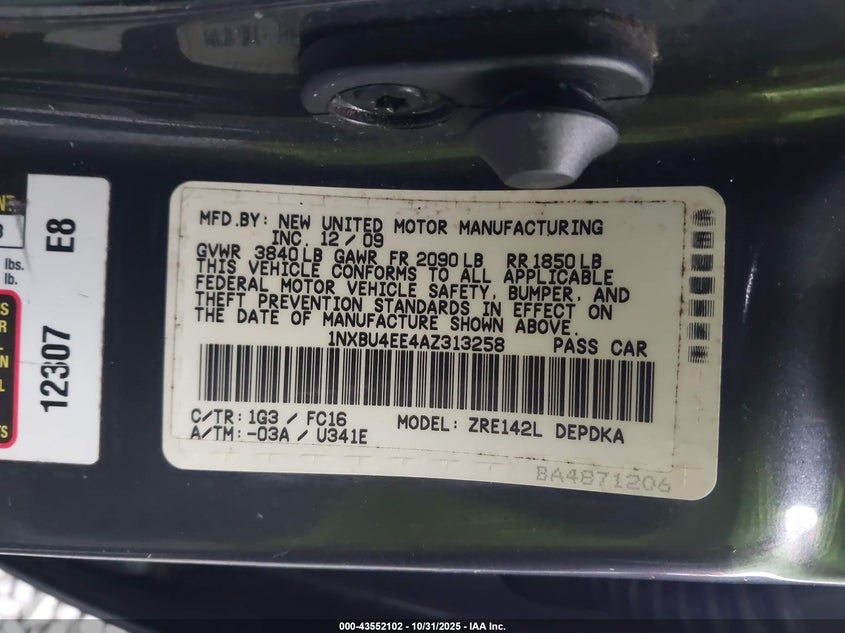 MFD.BY: NEW UNITED MOTOR MANUFACTURING
INC. 12 / 09
GVWR 3840 LB GAWR FR 2090 LB RR 1850 LB
THIS VEHICLE CONFORMS TO ALL APPLICABLE
FEDERAL MOTOR VEHICLE SAFETY, BUMPER, AND
THEFT PREVENTION STANDARDS IN EFFECT ON
THE DATE OF MANUFACTURE SHOWN ABOVE.
1NXBU4EE4AZ313258 PASS CAR
C/TR: 1G3 / FC16 MODEL: ZRE142L DEPDKA
A/TM: -03A / U341E
BA4871206
12307 E8
lbs.
lb.
000-43552102 - 10/31/2025 - IAA Inc.